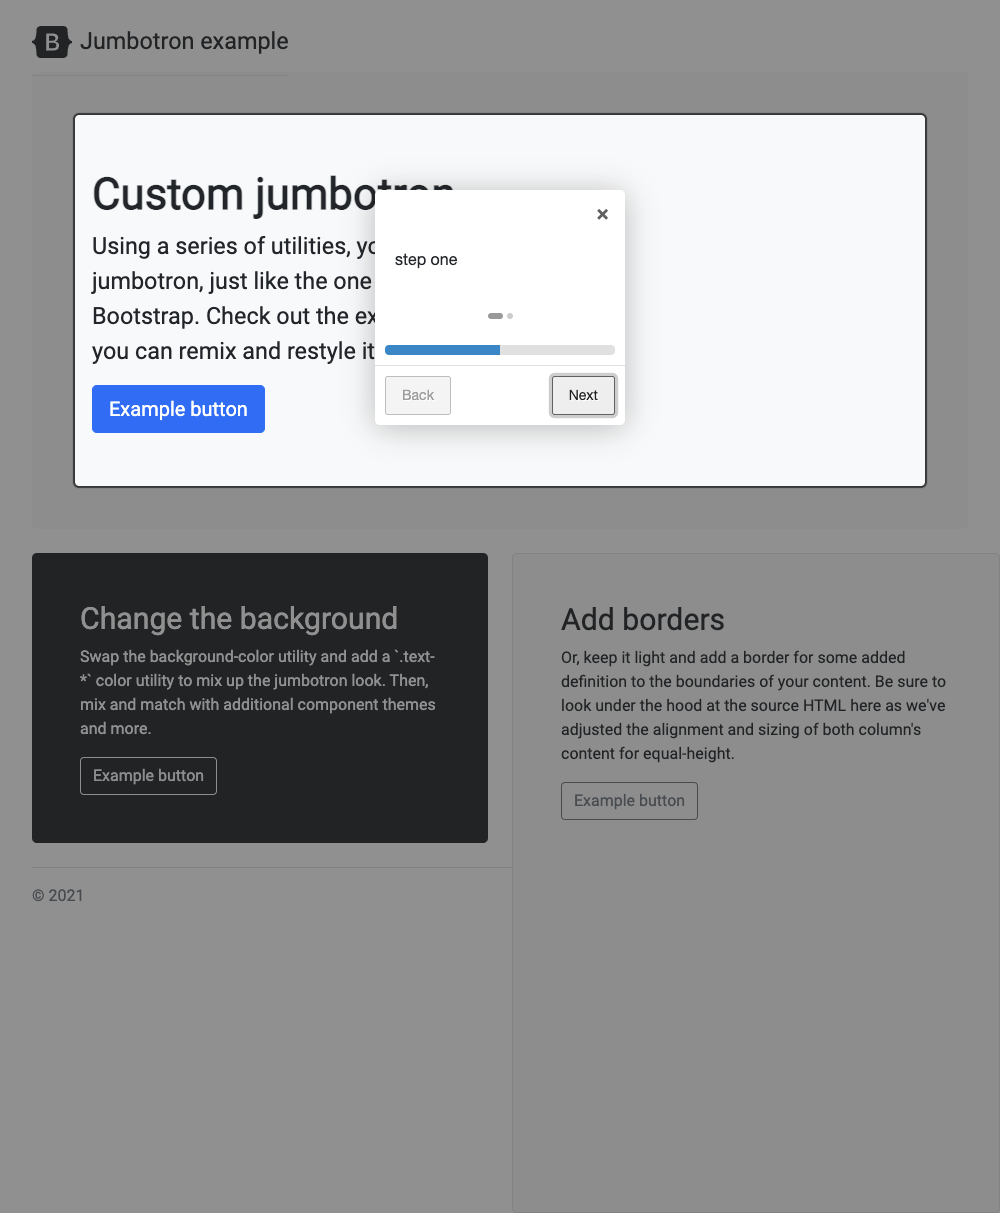 B Jumbotron example
Custom jumbotron
Using a series of utilities, yo
jumbotron, just like the one
Bootstrap. Check out the ex
you can remix and restyle it
Example button
×
step one
Back
Next
Change the background
Swap the background-color utility and add a `.text-
*` color utility to mix up the jumbotron look. Then,
mix and match with additional component themes
and more.
Example button
Add borders
Or, keep it light and add a border for some added
definition to the boundaries of your content. Be sure to
look under the hood at the source HTML here as we've
adjusted the alignment and sizing of both column's
content for equal-height.
Example button
© 2021